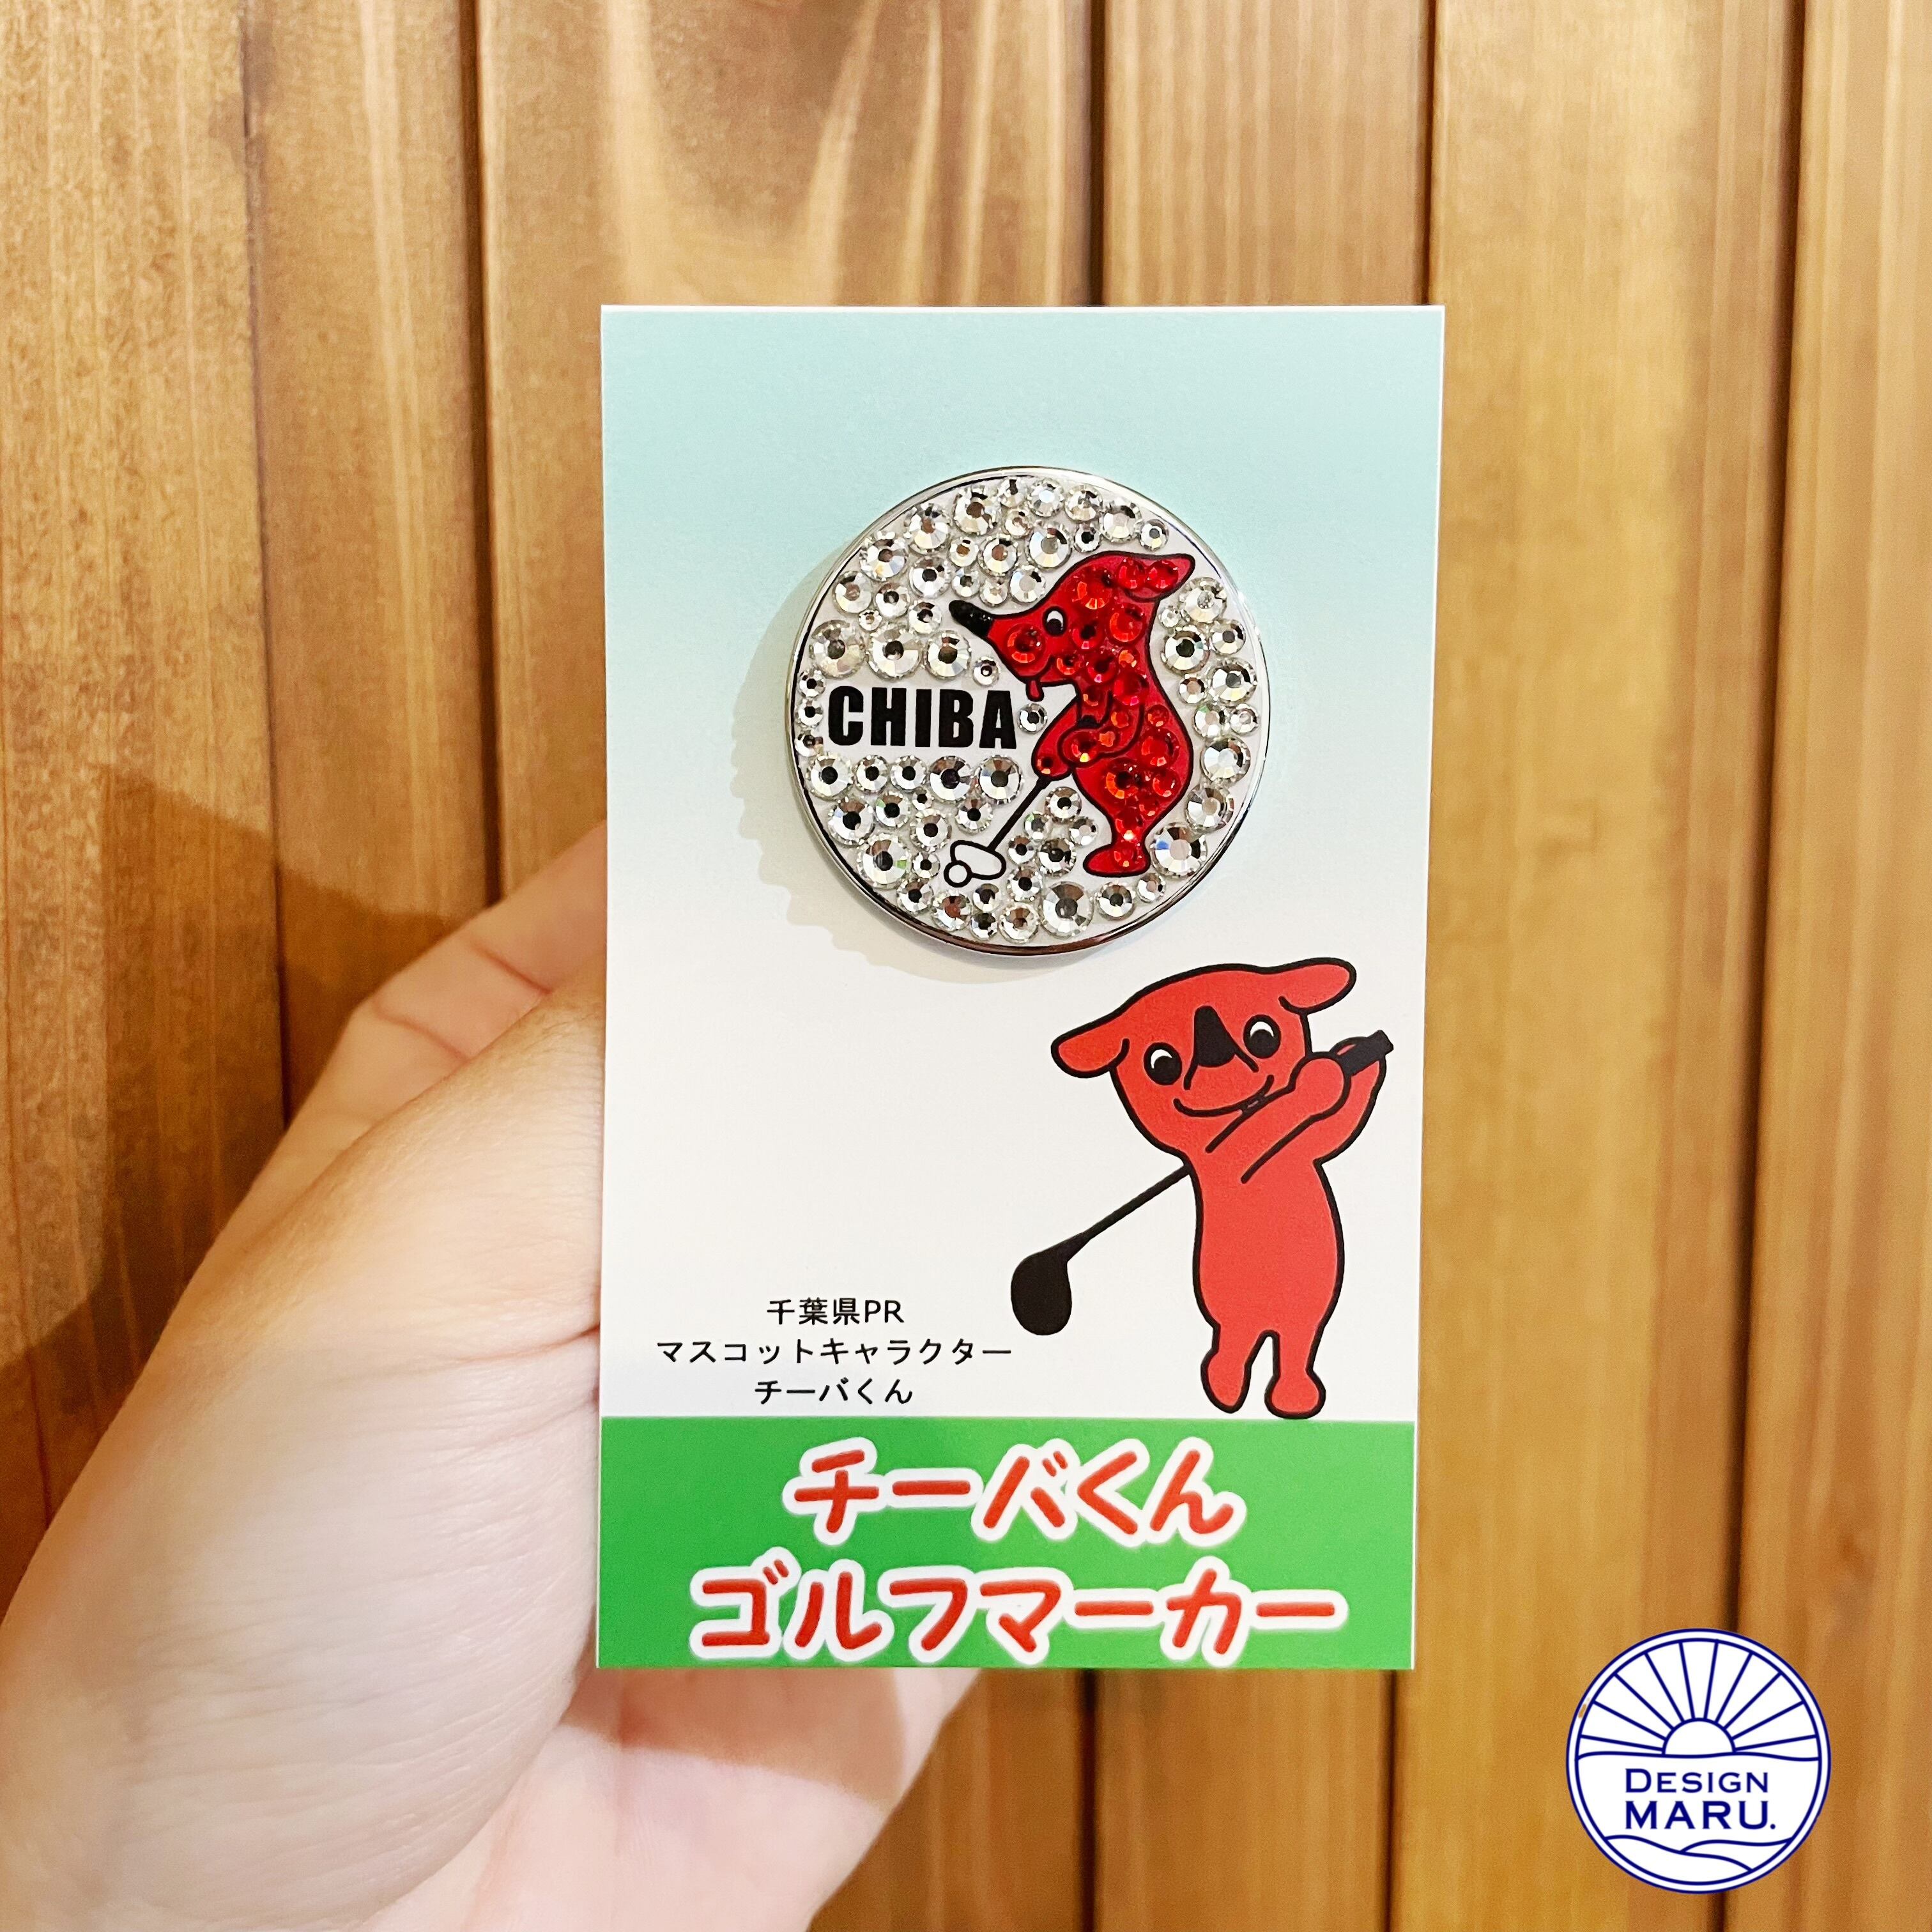 CHIBA
千葉県PR
マスコットキャラクター
チーバくん
チーバくん
ゴルフマーカー
DESIGN
MARU.